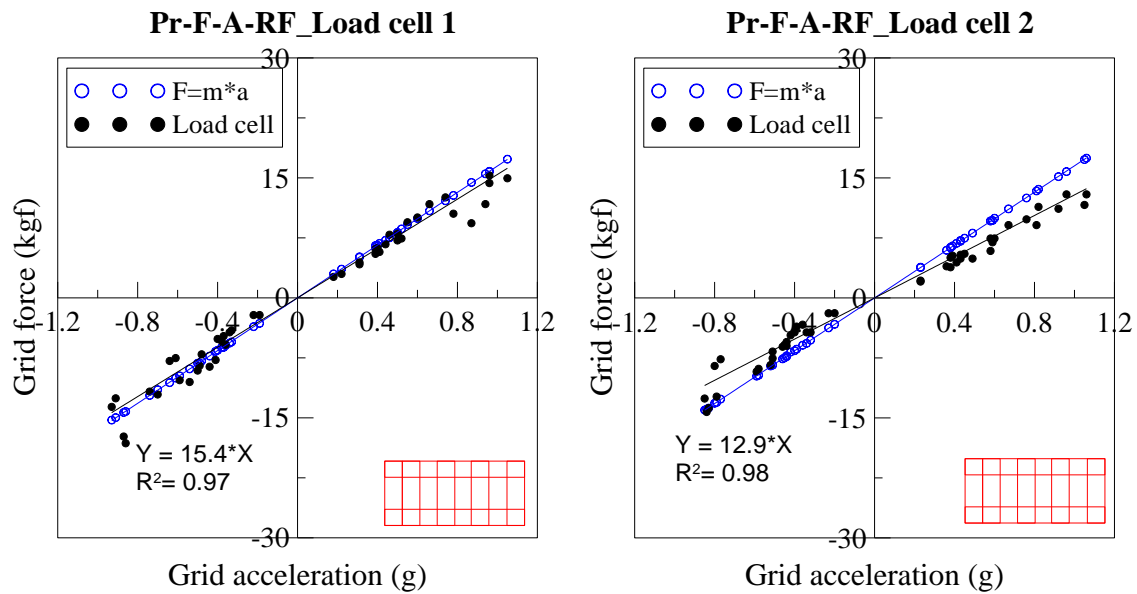 Pr-F-A-RF_Load cell 1
30
15
0
-15
-30
-1.2
-0.8
-0.4
0.4
0.8
1.2
F=m*a
Load cell
Grid force (kgf)
Y = 15.4*X
R²= 0.97
Grid acceleration (g)
Pr-F-A-RF_Load cell 2
30
15
0
-15
-30
-1.2
-0.8
-0.4
0
0.4
0.8
1.2
F=m*a
Load cell
Grid force (kgf)
Y = 12.9*X
R²= 0.98
Grid acceleration (g)